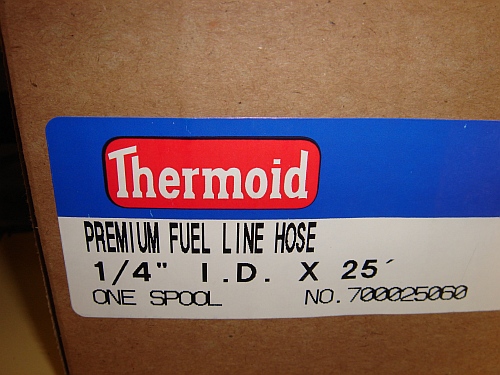 Thermoid
PREMIUM FUEL LINE HOSE
1/4" I.D. X 25´
ONE SPOOL NO.700025060